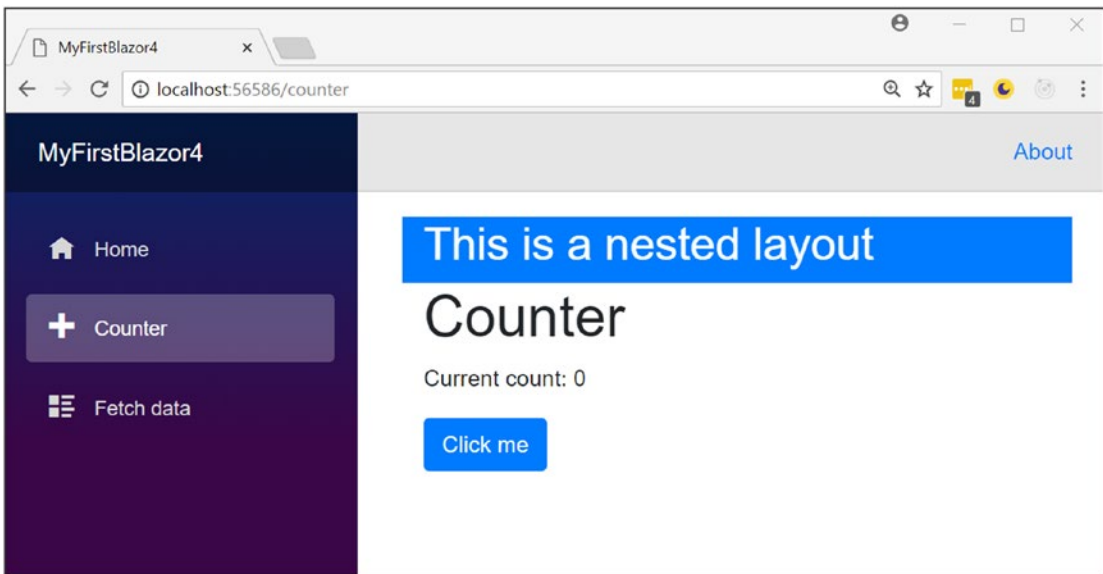 MyFirstBlazor4
localhost:56586/counter
4
MyFirstBlazor4
About
Home
Counter
Fetch data
This is a nested layout
Counter
Current count: 0
Click me